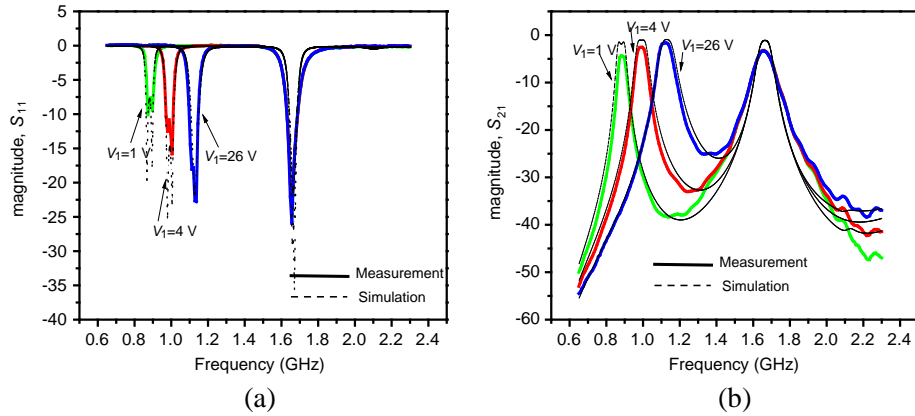 5
0
-5
-10
-15
-20
-25
-30
-35
-40
magnitude, S11
V1=1 V
V1=4 V
V1=26 V
Measurement
Simulation
0.6 0.8 1.0 1.2 1.4 1.6 1.8 2.0 2.2 2.4
Frequency (GHz)
(a)
0
-10
-20
-30
-40
-50
-60
magnitude, S21
V1=4 V
V1=1 V
V1=26 V
Measurement
Simulation
0.6 0.8 1.0 1.2 1.4 1.6 1.8 2.0 2.2 2.4
Frequency (GHz)
(b)